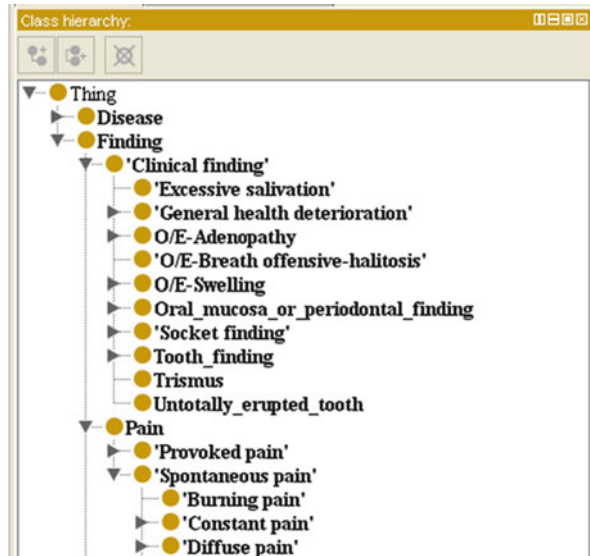 Class hierarchy:
Thing
Disease
Finding
'Clinical finding'
'Excessive salivation'
'General health deterioration'
O/E-Adenopathy
'O/E-Breath offensive-halitosis'
O/E-Swelling
Oral_mucosa_or_periodontal_finding
'Socket finding'
Tooth_finding
Trismus
Untotally_erupted_tooth
Pain
'Provoked pain'
'Spontaneous pain'
'Burning pain'
'Constant pain'
'Diffuse pain'